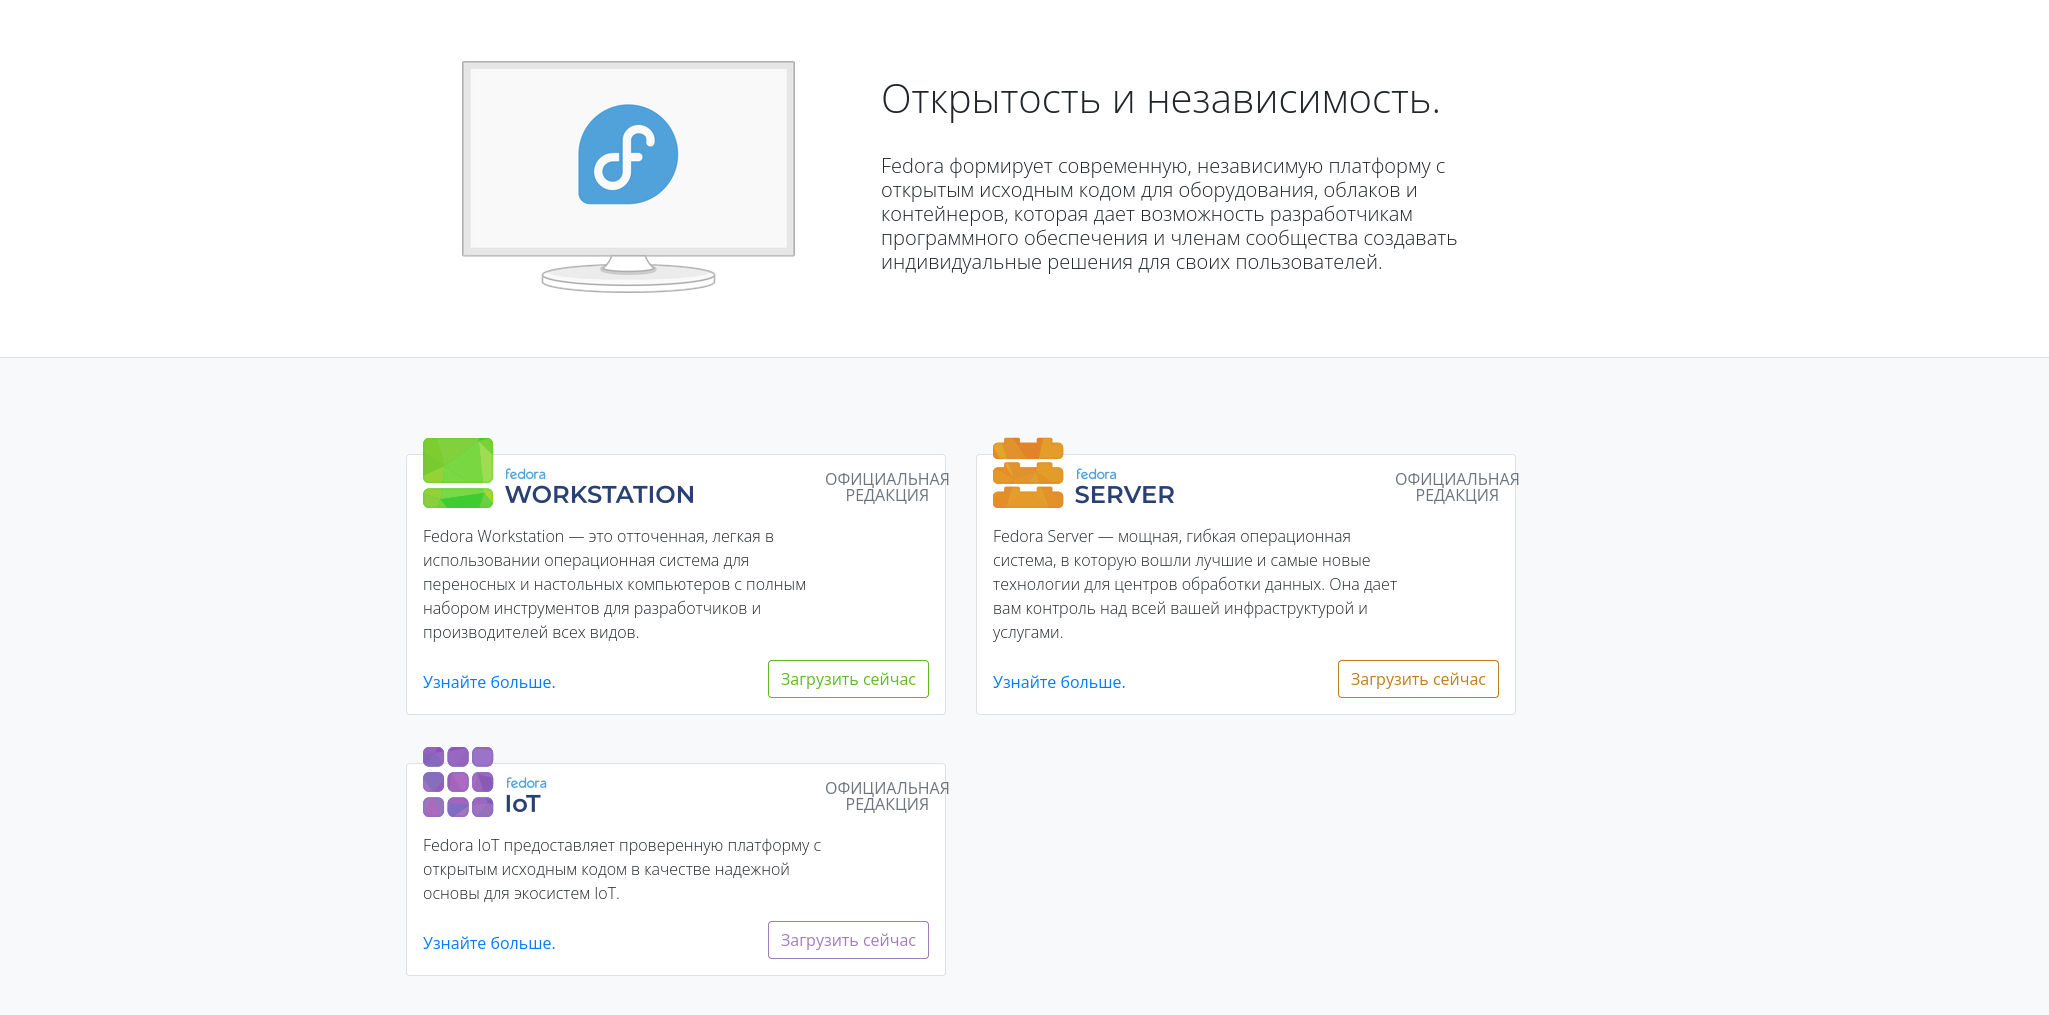 Открытость и независимость.
Fedora формирует современную, независимую платформу с
открытым исходным кодом для оборудования, облаков и
контейнеров, которая дает возможность разработчикам
программного обеспечения и членам сообщества создавать
индивидуальные решения для своих пользователей.
fedora
WORKSTATION
ОФИЦИАЛЬНАЯ
РЕДАКЦИЯ
Fedora Workstation — это отточенная, легкая в
использовании операционная система для
переносных и настольных компьютеров с полным
набором инструментов для разработчиков и
производителей всех видов.
Узнайте больше.
Загрузить сейчас
fedora
SERVER
ОФИЦИАЛЬНАЯ
РЕДАКЦИЯ
Fedora Server — мощная, гибкая операционная
система, в которую вошли лучшие и самые новые
технологии для центров обработки данных. Она дает
вам контроль над всей вашей инфраструктурой и
услугами.
Узнайте больше.
Загрузить сейчас
fedora
IoT
ОФИЦИАЛЬНАЯ
РЕДАКЦИЯ
Fedora IoT предоставляет проверенную платформу с
открытым исходным кодом в качестве надежной
основы для экосистем IoT.
Узнайте больше.
Загрузить сейчас